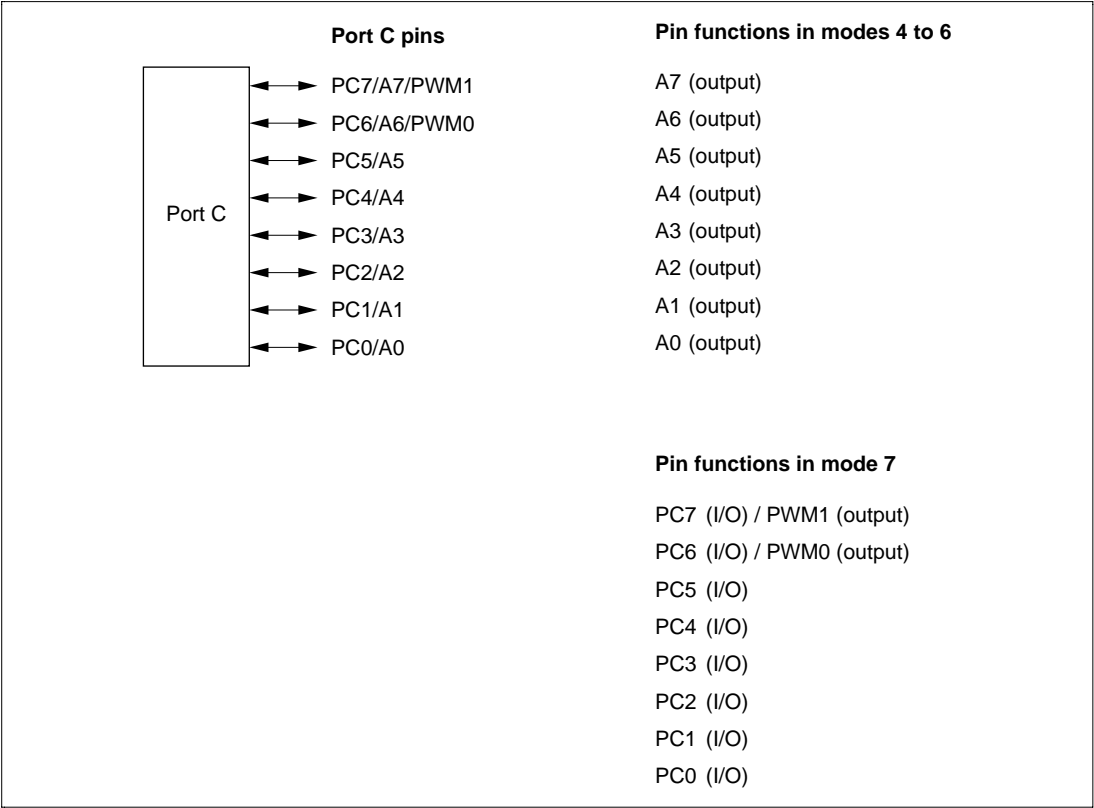 Port C pins
Pin functions in modes 4 to 6
Port C
PC7/A7/PWM1
A7 (output)
PC6/A6/PWM0
A6 (output)
PC5/A5
A5 (output)
PC4/A4
A4 (output)
PC3/A3
A3 (output)
PC2/A2
A2 (output)
PC1/A1
A1 (output)
PC0/A0
A0 (output)
Pin functions in mode 7
PC7 (I/O) / PWM1 (output)
PC6 (I/O) / PWM0 (output)
PC5 (I/O)
PC4 (I/O)
PC3 (I/O)
PC2 (I/O)
PC1 (I/O)
PC0 (I/O)